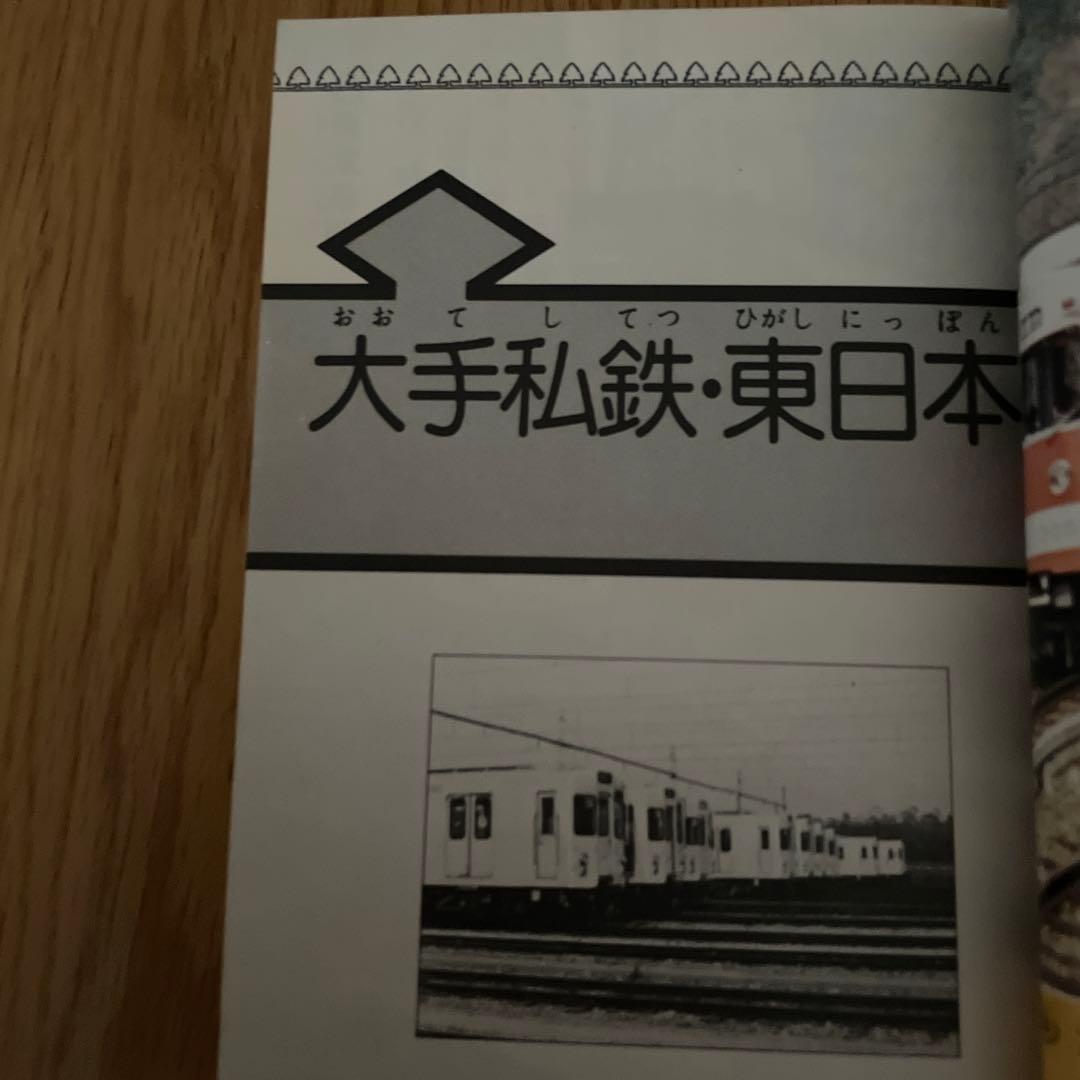 おお て し てつ ひがし にっ ぽん
大手私鉄・東日本
③